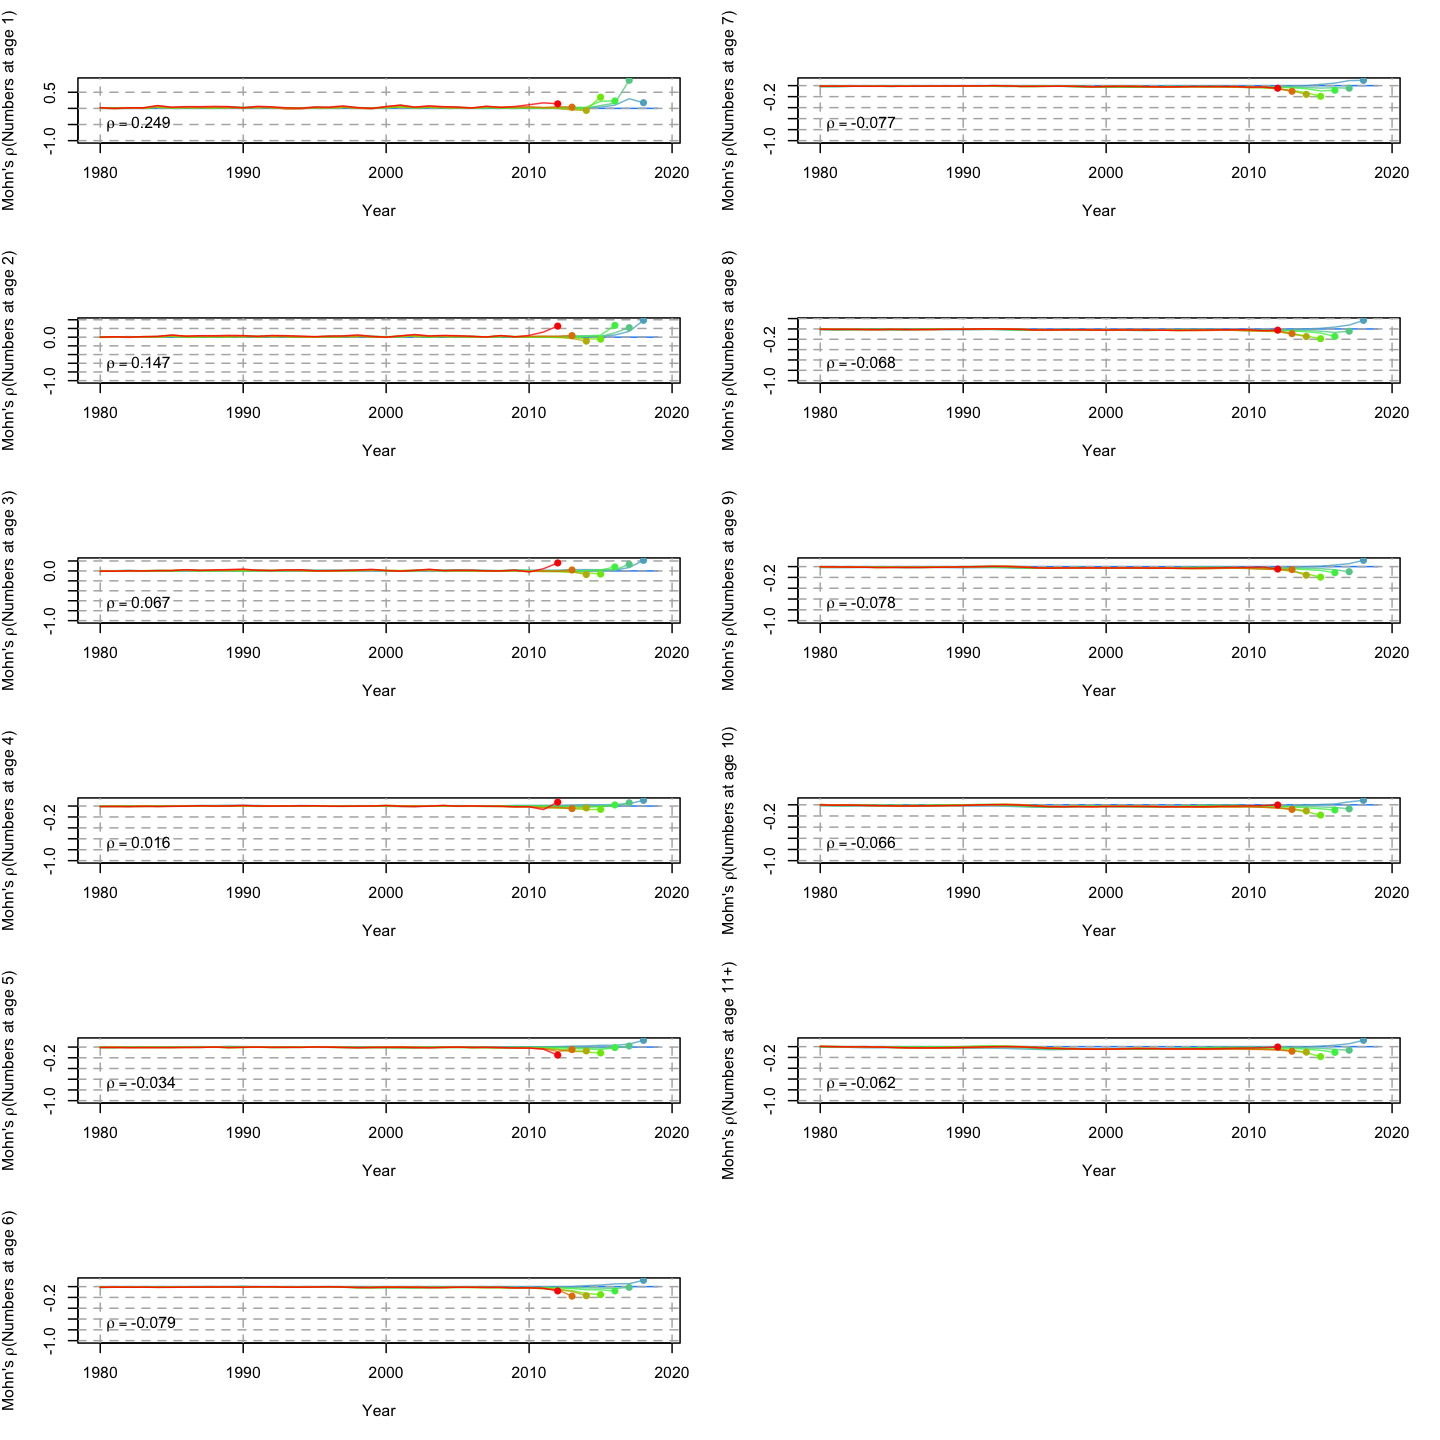 Mohn's ρ(Numbers at age 1)
0.5
-1.0
ρ = 0.249
1980 1990 2000 2010 2020
Year
Mohn's ρ(Numbers at age 2)
0.0
-1.0
ρ = 0.147
1980 1990 2000 2010 2020
Year
Mohn's ρ(Numbers at age 3)
0.0
-1.0
ρ = 0.067
1980 1990 2000 2010 2020
Year
Mohn's ρ(Numbers at age 4)
-0.2
-1.0
ρ = 0.016
1980 1990 2000 2010 2020
Year
Mohn's ρ(Numbers at age 5)
-0.2
-1.0
ρ = -0.034
1980 1990 2000 2010 2020
Year
Mohn's ρ(Numbers at age 6)
-0.2
-1.0
ρ = -0.079
1980 1990 2000 2010 2020
Year
Mohn's ρ(Numbers at age 7)
-0.2
-1.0
ρ = -0.077
1980 1990 2000 2010 2020
Year
Mohn's ρ(Numbers at age 8)
-0.2
-1.0
ρ = -0.068
1980 1990 2000 2010 2020
Year
Mohn's ρ(Numbers at age 9)
-0.2
-1.0
ρ = -0.078
1980 1990 2000 2010 2020
Year
Mohn's ρ(Numbers at age 10)
-0.2
-1.0
ρ = -0.066
1980 1990 2000 2010 2020
Year
Mohn's ρ(Numbers at age 11+)
-0.2
-1.0
ρ = -0.062
1980 1990 2000 2010 2020
Year